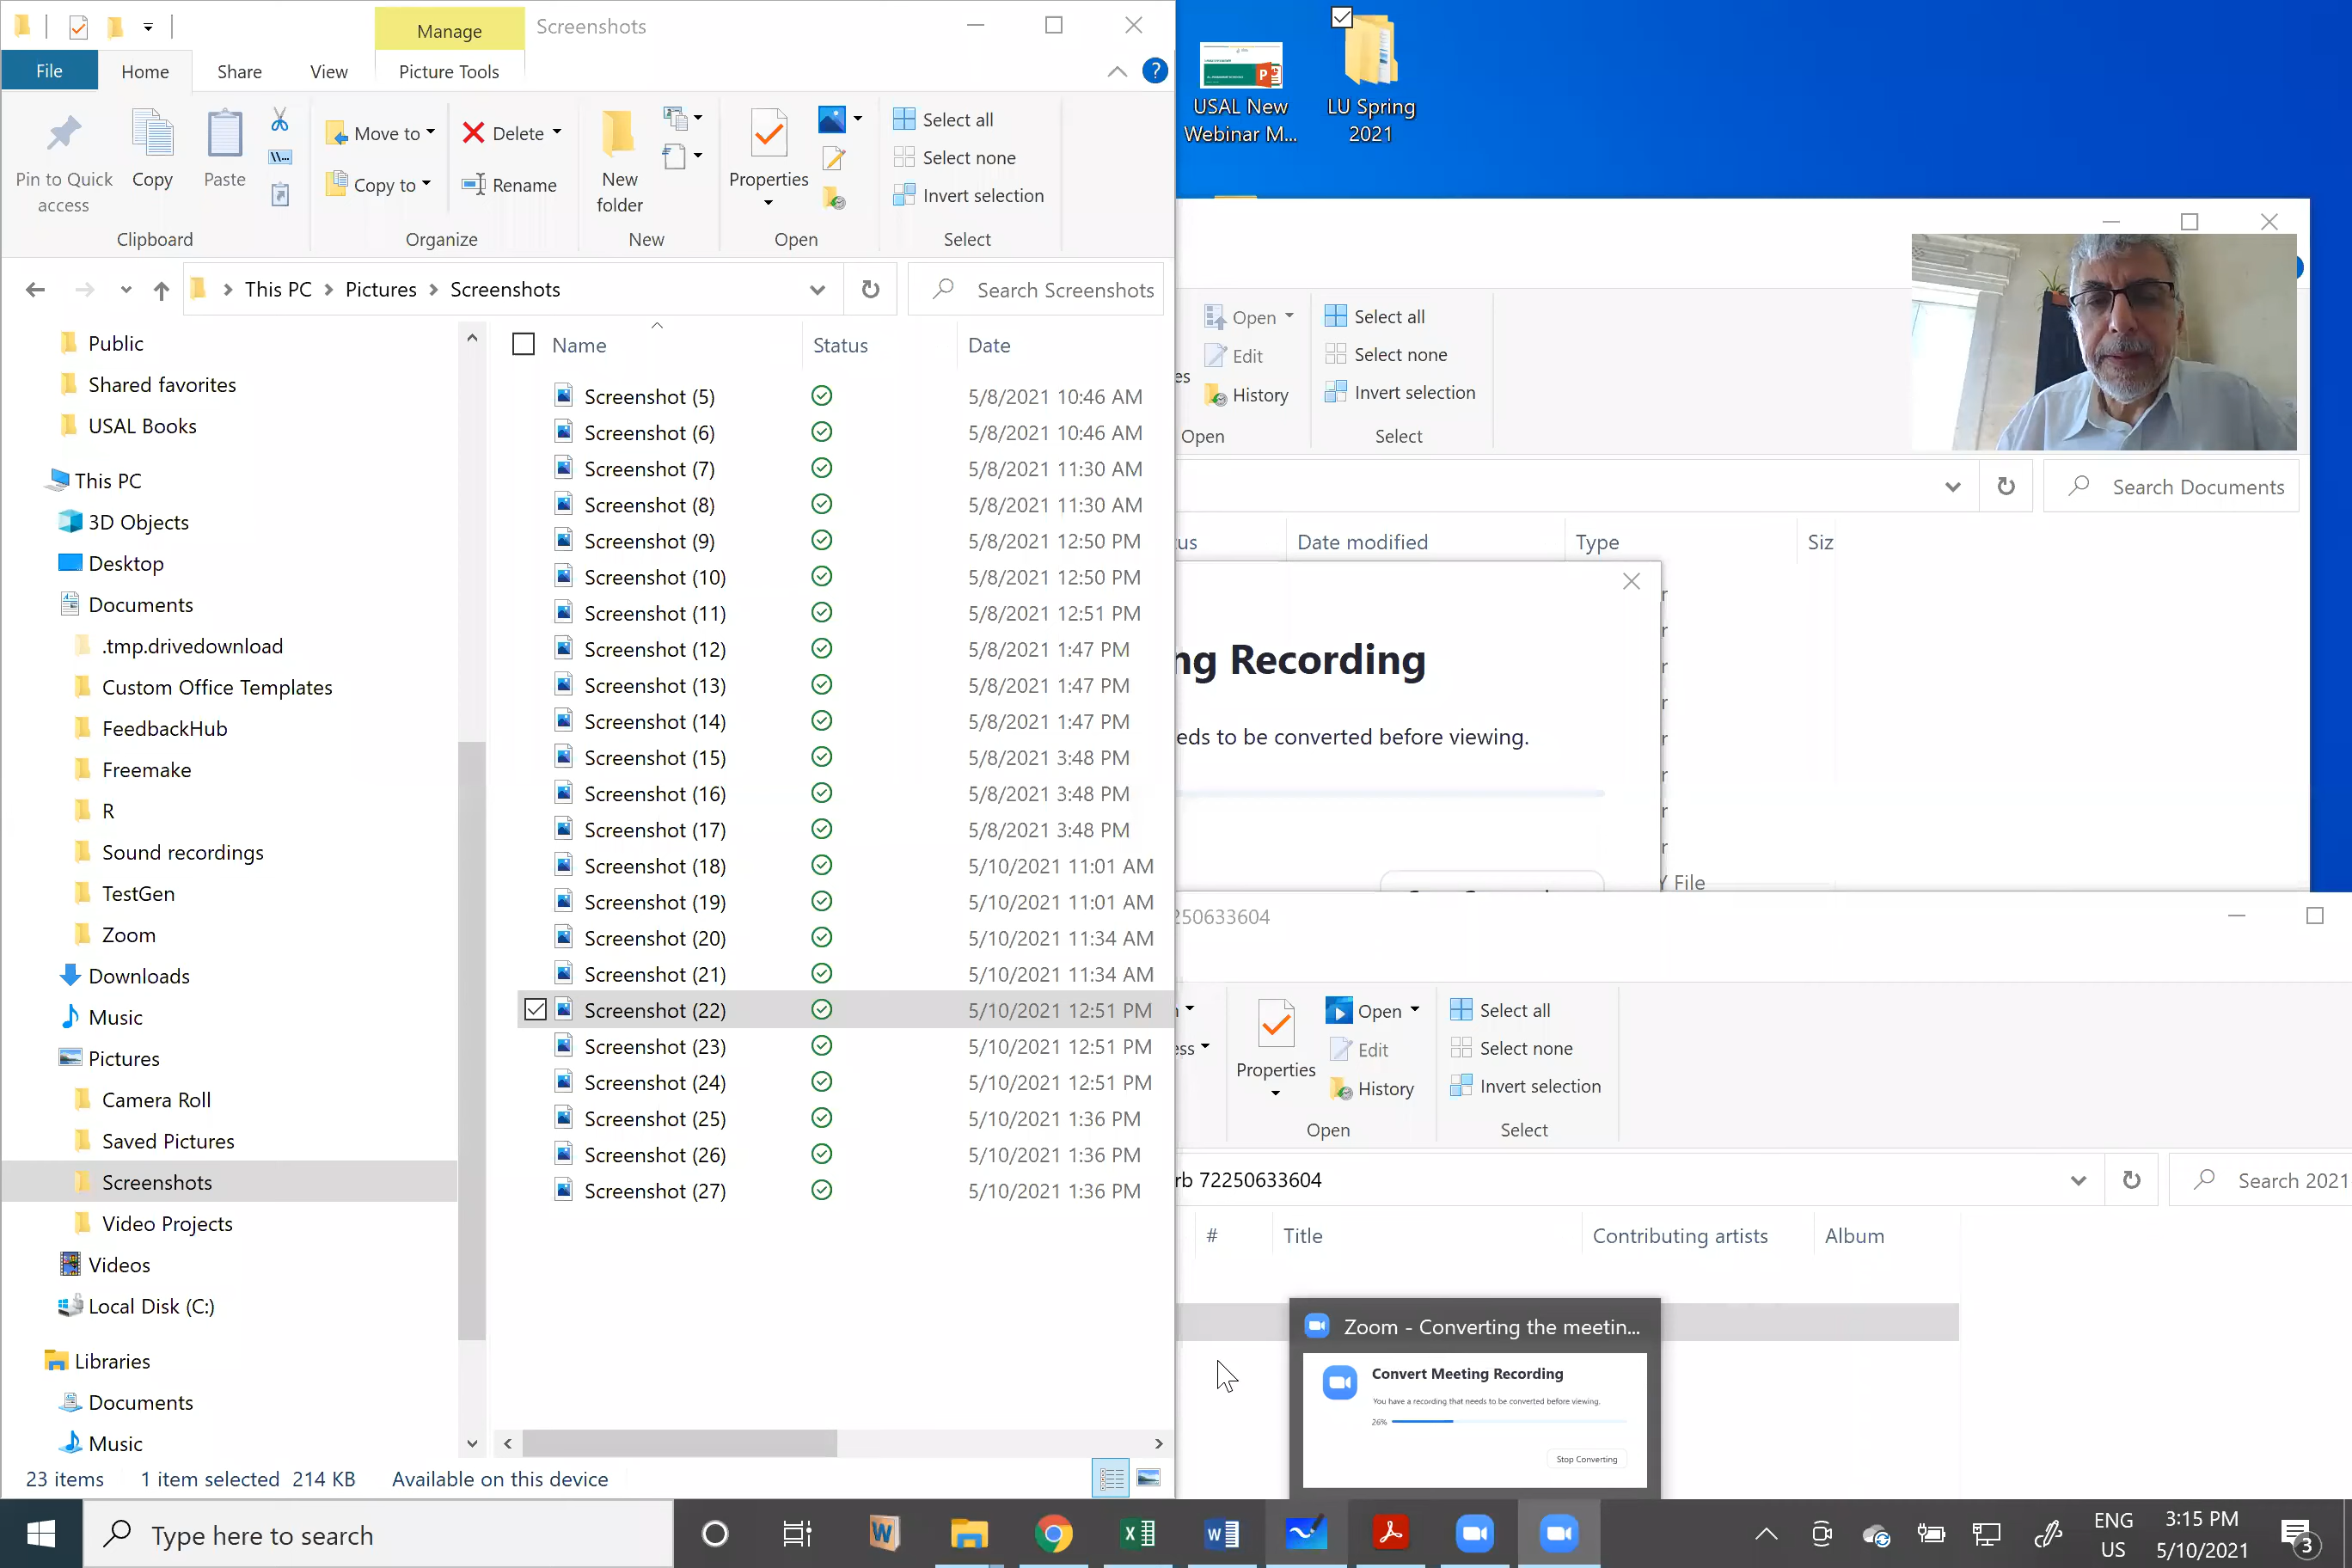 Manage
Screenshots
File
Home
Share
View
Picture Tools
Pin to Quick access
Copy
Paste
Move to
Copy to
Delete
Rename
New folder
Properties
Select all
Select none
Invert selection
Clipboard
Organize
New
Open
Select
This PC
Pictures
Screenshots
Search Screenshots
Public
Shared favorites
USAL Books
This PC
3D Objects
Desktop
Documents
.tmp.drivedownload
Custom Office Templates
FeedbackHub
Freemake
R
Sound recordings
TestGen
Zoom
Downloads
Music
Pictures
Camera Roll
Saved Pictures
Screenshots
Video Projects
Videos
Local Disk (C:)
Libraries
Documents
Music
Name Status Date
Screenshot (5) 5/8/2021 10:46 AM
Screenshot (6) 5/8/2021 10:46 AM
Screenshot (7) 5/8/2021 11:30 AM
Screenshot (8) 5/8/2021 11:30 AM
Screenshot (9) 5/8/2021 12:50 PM
Screenshot (10) 5/8/2021 12:50 PM
Screenshot (11) 5/8/2021 12:51 PM
Screenshot (12) 5/8/2021 1:47 PM
Screenshot (13) 5/8/2021 1:47 PM
Screenshot (14) 5/8/2021 1:47 PM
Screenshot (15) 5/8/2021 3:48 PM
Screenshot (16) 5/8/2021 3:48 PM
Screenshot (17) 5/8/2021 3:48 PM
Screenshot (18) 5/10/2021 11:01 AM
Screenshot (19) 5/10/2021 11:01 AM
Screenshot (20) 5/10/2021 11:34 AM
Screenshot (21) 5/10/2021 11:34 AM
Screenshot (22) 5/10/2021 12:51 PM
Screenshot (23) 5/10/2021 12:51 PM
Screenshot (24) 5/10/2021 12:51 PM
Screenshot (25) 5/10/2021 1:36 PM
Screenshot (26) 5/10/2021 1:36 PM
Screenshot (27) 5/10/2021 1:36 PM
23 items 1 item selected 214 KB Available on this device
USAL New
Webinar M...
LU Spring
2021
Open
Edit
History
Open
Select all
Select none
Invert selection
Select
Search Documents
us Date modified Type Siz
ng Recording
eds to be converted before viewing.
File
250633604
Properties
Open
Edit
History
Open
Select all
Select none
Invert selection
Select
rb 72250633604
Search 2021
# Title Contributing artists Album
Zoom - Converting the meetin...
Convert Meeting Recording
You have a recording that needs to be converted before viewing.
26%
Stop Converting
Type here to search
ENG
US
3:15 PM
5/10/2021
3